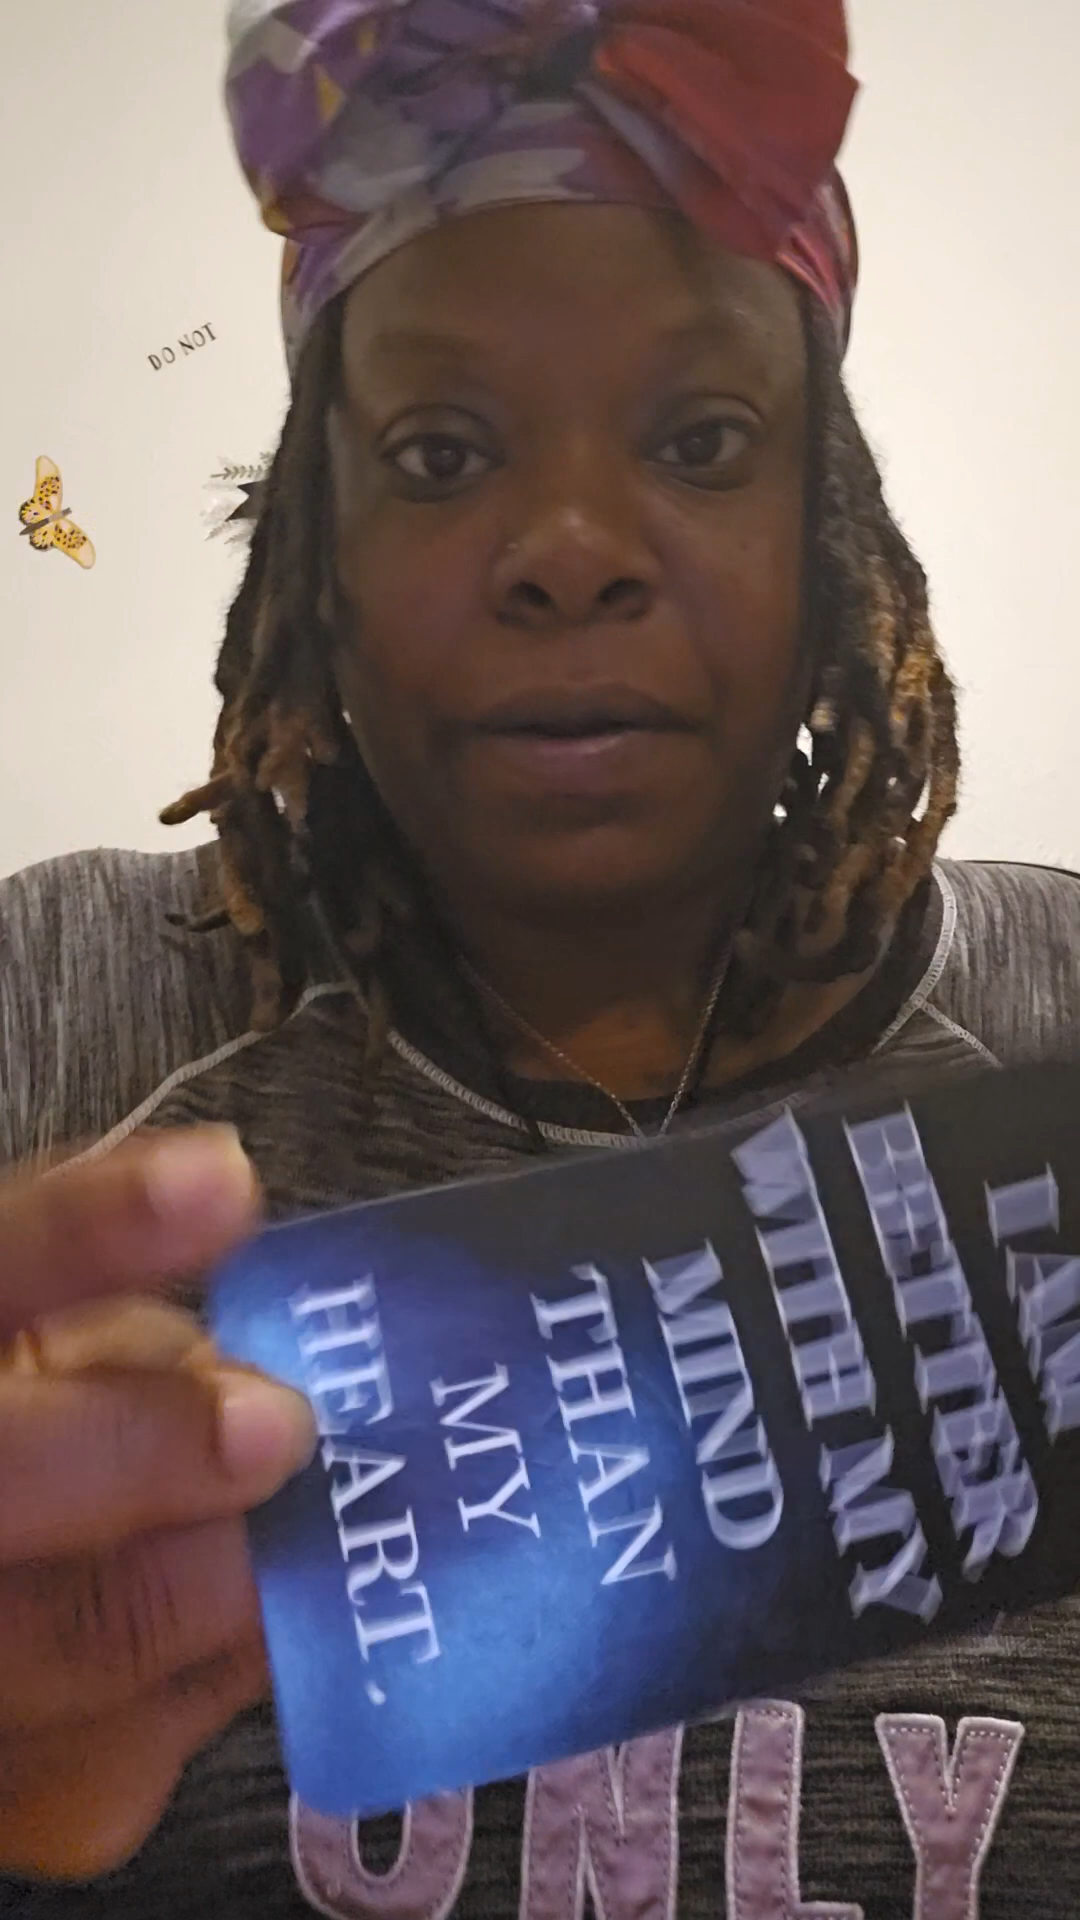 DO NOT
I AM
BETTER
WITH MY
MIND
THAN
MY
HEART.
ONLY